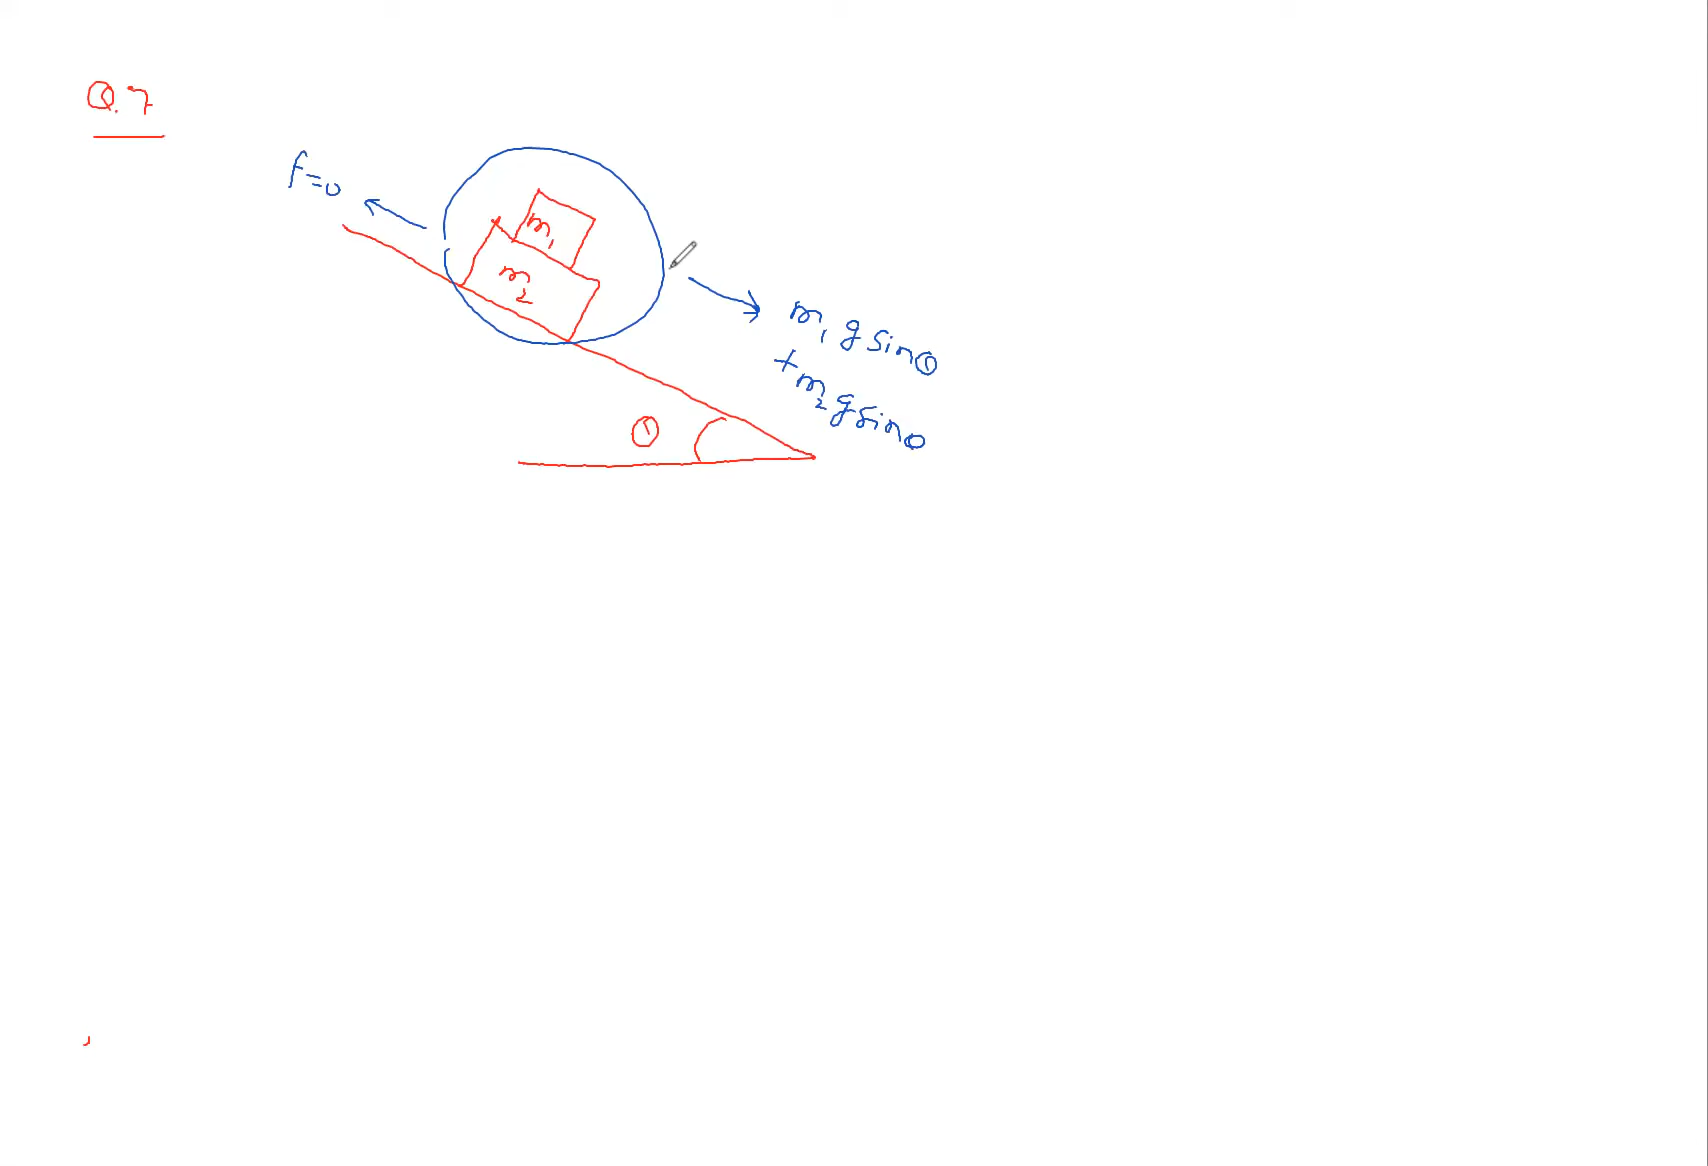 Q.7
f=0
m₁
m₂
m₁ g sinθ
+ m₂ g sinθ
θ